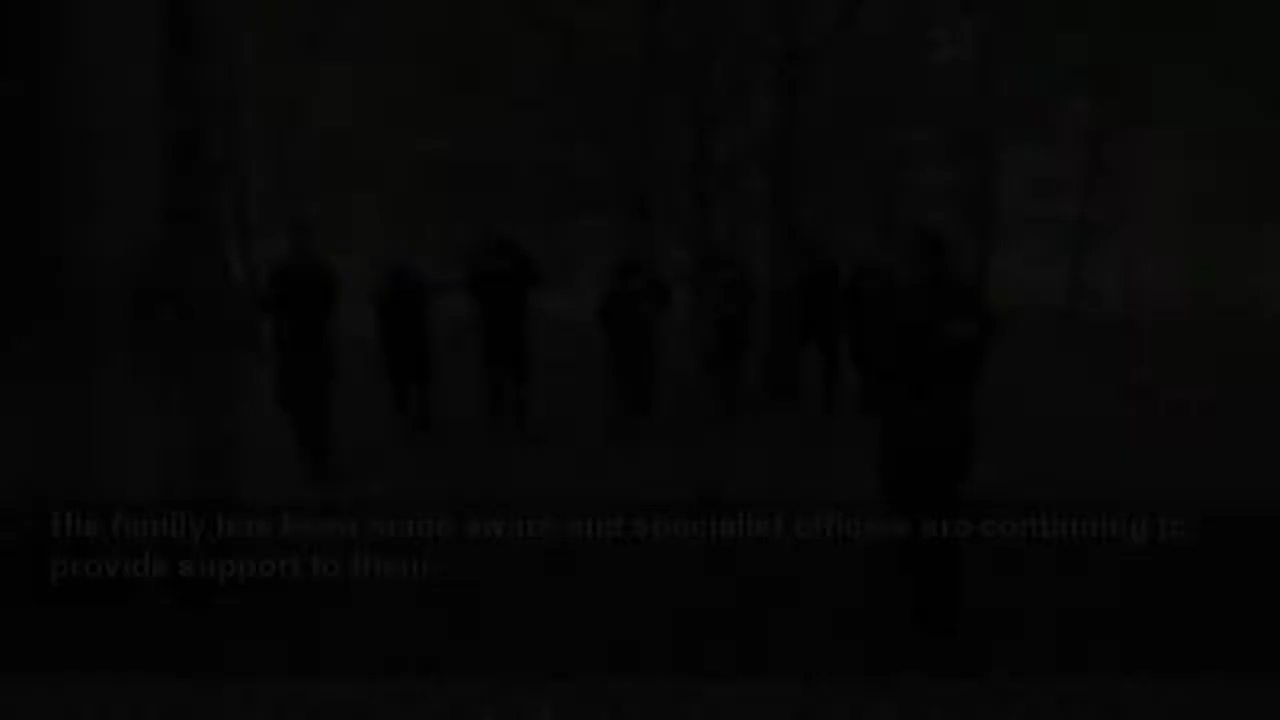 His family has been made aware and specialist officers are continuing to
provide support to them.